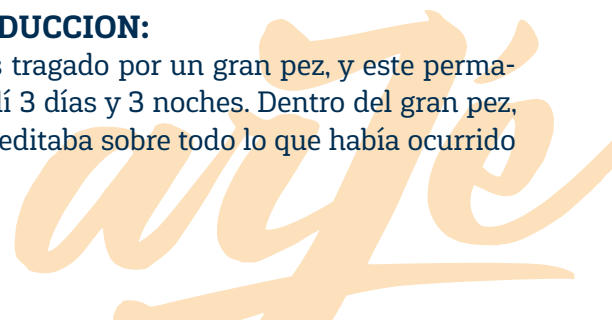 DUCCION:
s tragado por un gran pez, y este perma-
lí 3 días y 3 noches. Dentro del gran pez,
editaba sobre todo lo que había ocurrido